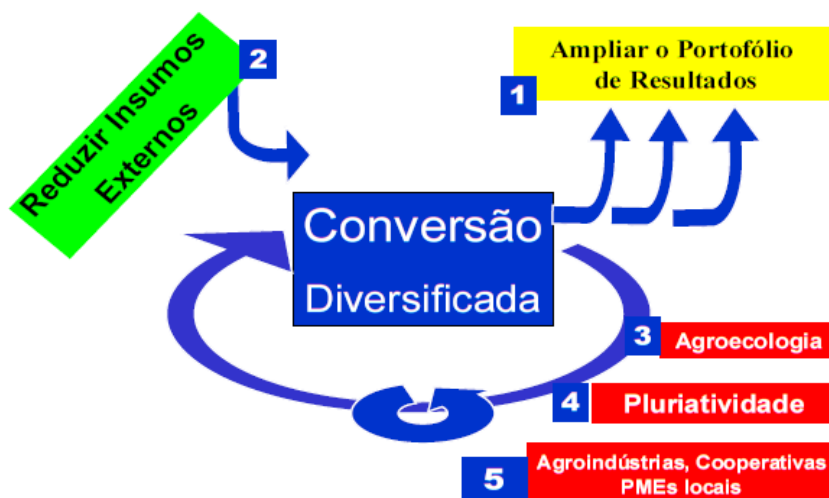 Reduzir Insumos
Externos
2
1
Ampliar o Portofólio
de Resultados
Conversão
Diversificada
3
Agroecologia
4
Pluriatividade
5
Agroindústrias, Cooperativas
PMEs locais